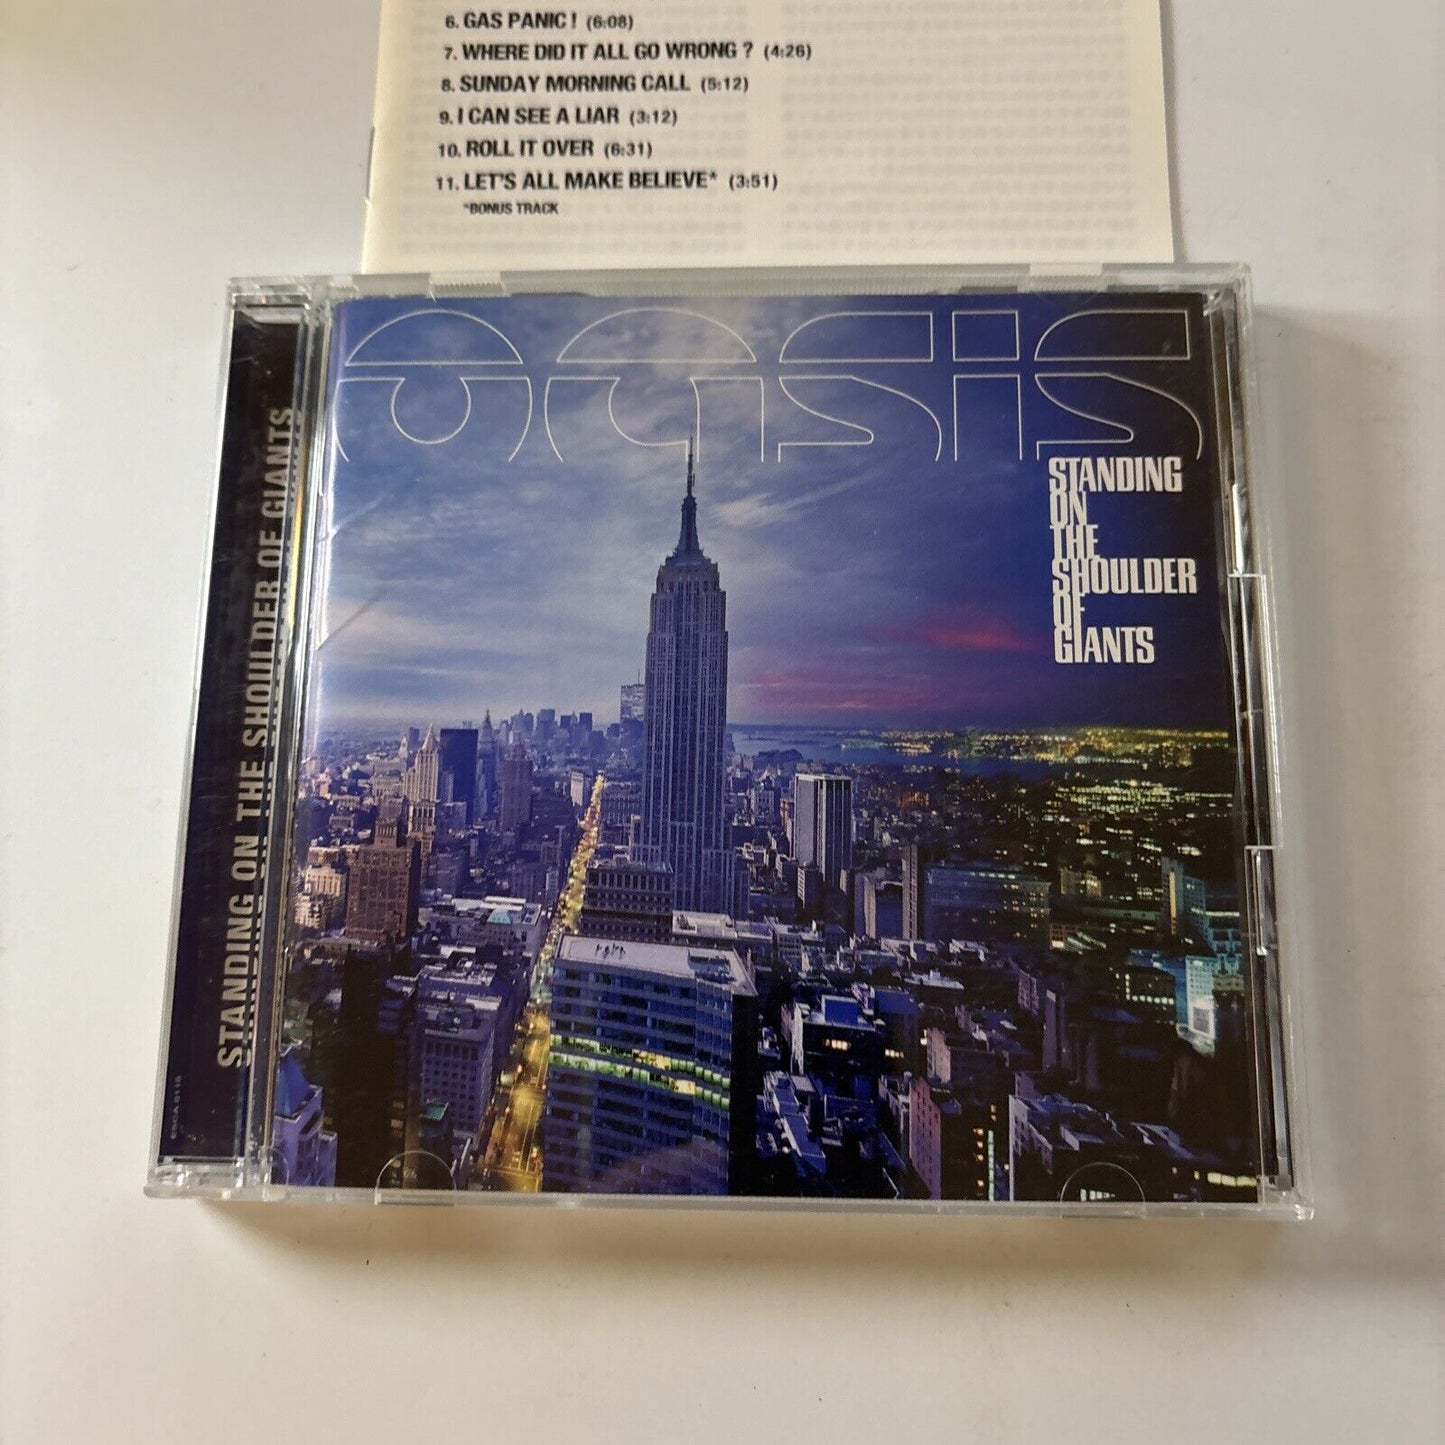 6. GAS PANIC! (6:08)
7. WHERE DID IT ALL GO WRONG? (4:26)
8. SUNDAY MORNING CALL (5:12)
9. I CAN SEE A LIAR (3:12)
10. ROLL IT OVER (6:31)
11. LET'S ALL MAKE BELIEVE* (3:51)
*BONUS TRACK
oasis
STANDING
ON
THE
SHOULDER
OF
GIANTS
STANDING ON THE SHOULDER OF GIANTS